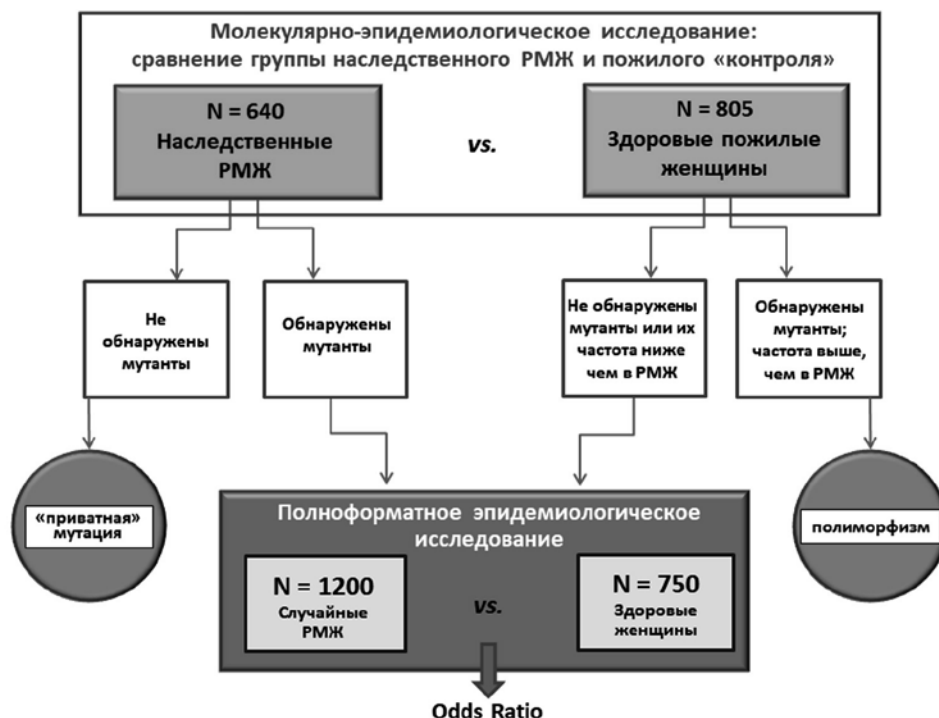 Молекулярно-эпидемиологическое исследование:
сравнение группы наследственного РМЖ и пожилого «контроля»
N = 640
Наследственные
РМЖ
vs.
N = 805
Здоровые пожилые
женщины
Не
обнаружены
мутанты
Обнаружены
мутанты
Не обнаружены
мутанты или их
частота ниже
чем в РМЖ
Обнаружены
мутанты;
частота выше,
чем в РМЖ
«приватная»
мутация
полиморфизм
Полноформатное эпидемиологическое
исследование
N = 1200
Случайные
РМЖ
vs.
N = 750
Здоровые
женщины
Odds Ratio